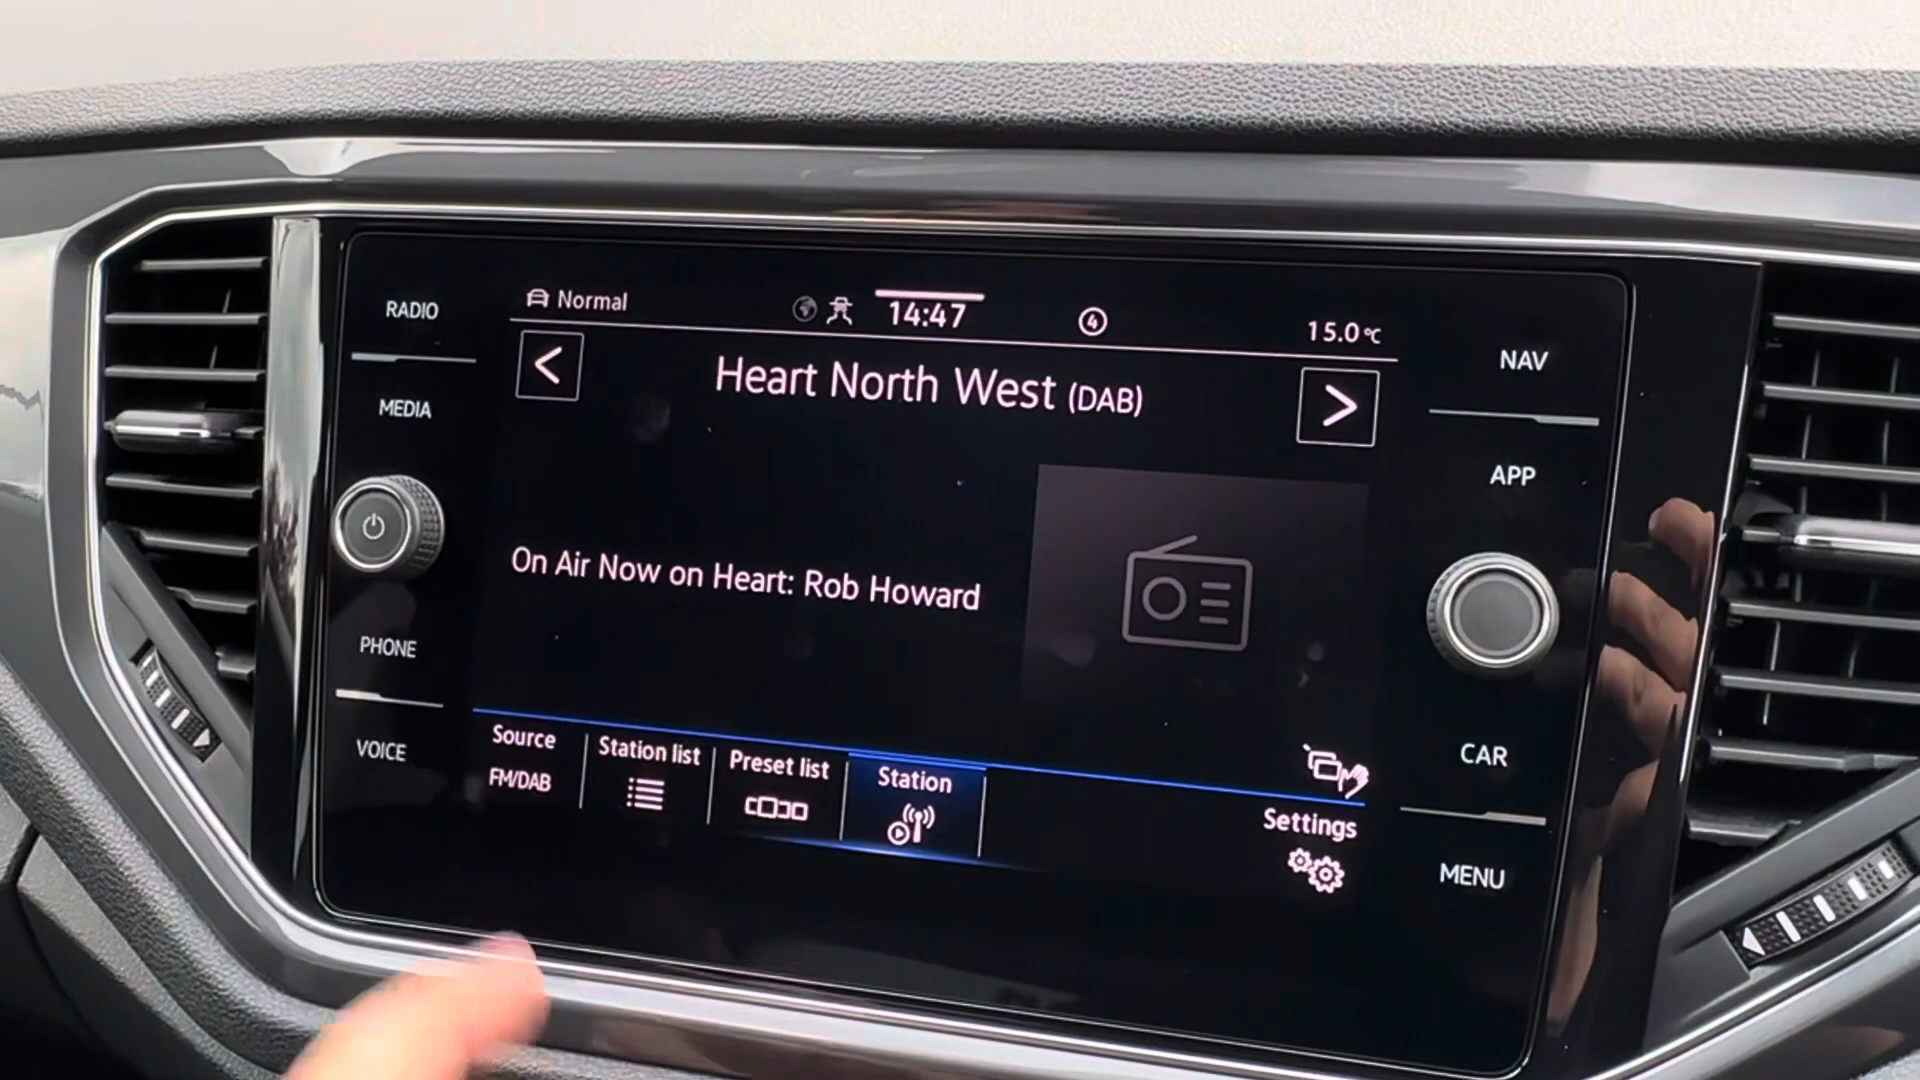 Normal
14:47
4
15.0°C
RADIO
MEDIA
PHONE
VOICE
Heart North West (DAB)
On Air Now on Heart: Rob Howard
Source
FM/DAB
Station list
Preset list
Station
Settings
NAV
APP
CAR
MENU